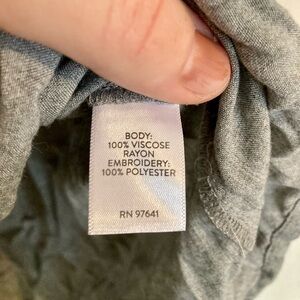 BODY:
100% VISCOSE
RAYON
EMBROIDERY:
100% POLYESTER
RN 97641